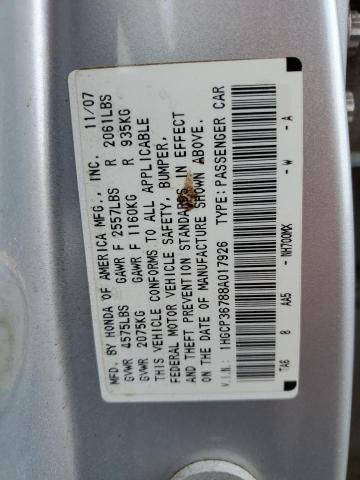 MFD. BY HONDA OF AMERICA MFG., INC. 11/07
GVWR 4575LBS GAWR F 2557LBS R 2061LBS
GVWR 2075KG GAWR F 1160KG R 935KG
THIS VEHICLE CONFORMS TO ALL APPLICABLE
FEDERAL MOTOR VEHICLE SAFETY, BUMPER,
AND THEFT PREVENTION STANDARDS IN EFFECT
ON THE DATE OF MANUFACTURE SHOWN ABOVE.
V.I.N.: 1HGCP36788A017926 TYPE: PASSENGER CAR
TA6 0 AA5 - NH700MX - W - A